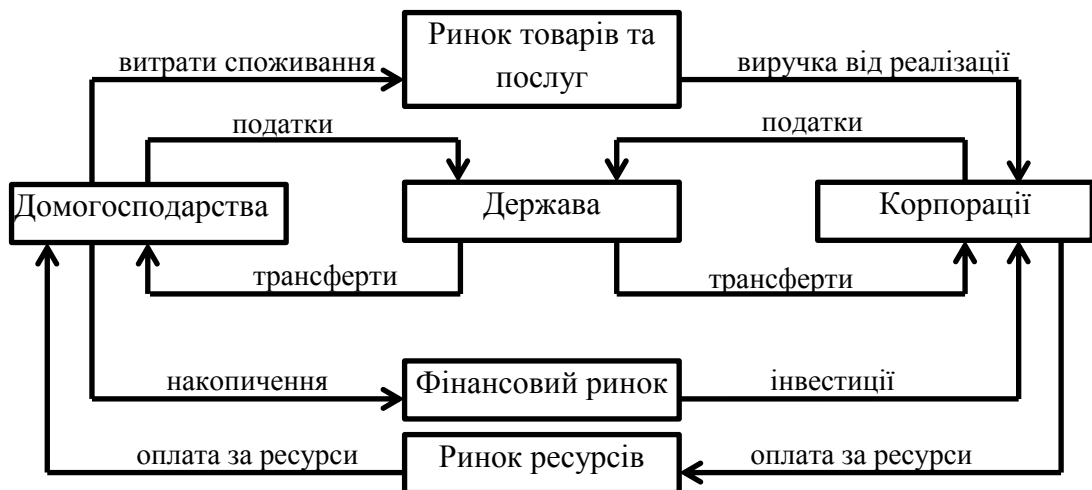 Ринок товарів та
послуг
витрати споживання
виручка від реалізації
податки
податки
Домогосподарства
Держава
Корпорації
трансферти
трансферти
накопичення
Фінансовий ринок
інвестиції
оплата за ресурси
Ринок ресурсів
оплата за ресурси